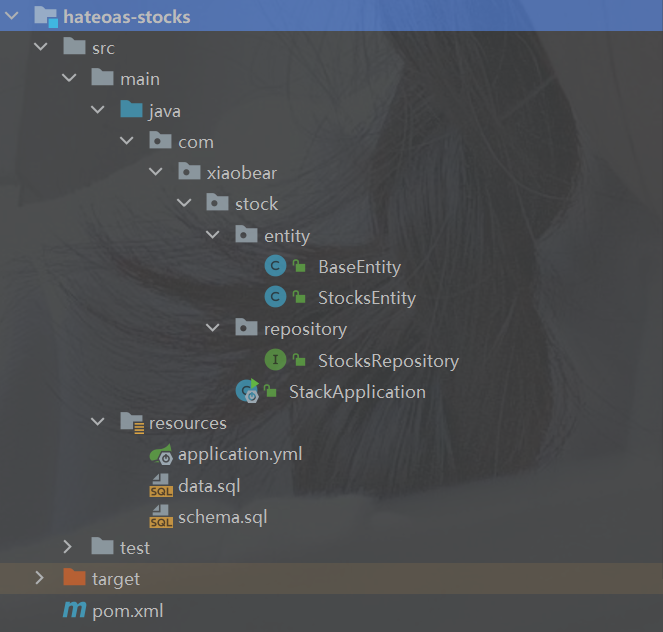 hateoas-stocks
src
main
java
com
xiaobear
stock
entity
C BaseEntity
C StocksEntity
repository
I StocksRepository
C StackApplication
resources
application.yml
SQL data.sql
SQL schema.sql
test
target
m pom.xml